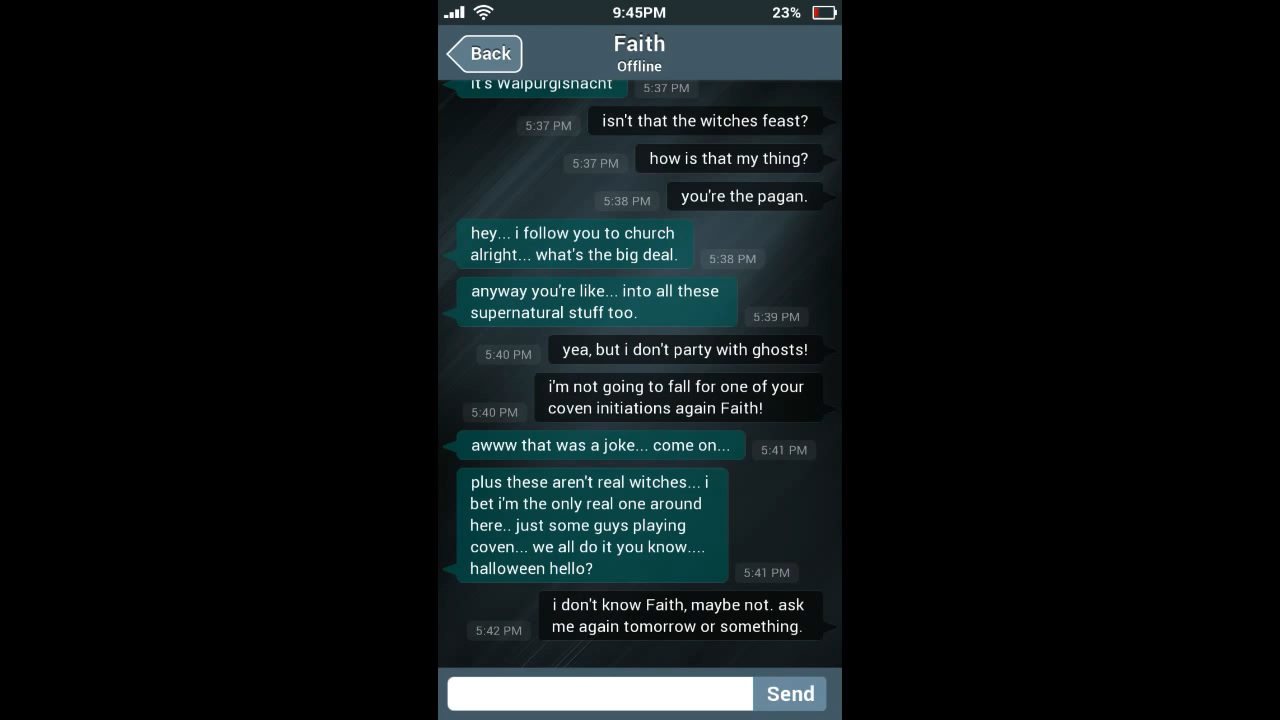 9:45PM
23%
Back
Faith
Offline
it's Walpurgisnacht
5:37 PM
isn't that the witches feast?
5:37 PM
how is that my thing?
5:37 PM
you're the pagan.
5:38 PM
hey... i follow you to church
alright... what's the big deal.
5:38 PM
anyway you're like... into all these
supernatural stuff too.
5:39 PM
yea, but i don't party with ghosts!
5:40 PM
i'm not going to fall for one of your
coven initiations again Faith!
5:40 PM
awww that was a joke... come on...
5:41 PM
plus these aren't real witches... i
bet i'm the only real one around
here.. just some guys playing
coven... we all do it you know....
halloween hello?
5:41 PM
i don't know Faith, maybe not. ask
me again tomorrow or something.
5:42 PM
Send